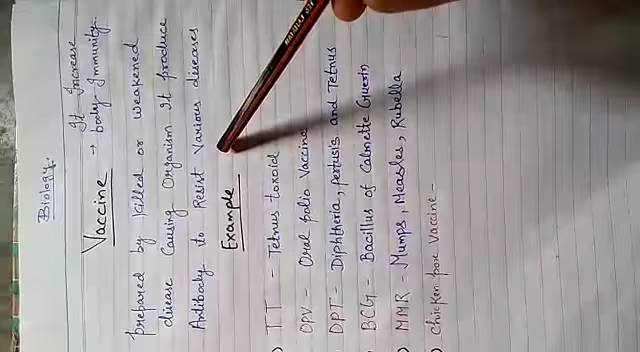 Biology.
It Increase
Vaccine → body Immunity.
prepared by killed or weakened
disease Causing Organism It produce
Antibody to Resist Various diseases
Example
TT - Tetnus toxoid
OPV - Oral polio Vaccine
DPT - Diphtheria, pertusis and Tetnus
BCG - Bacillus of Calmette Guerin
MMR - Mumps, Measles, Rubella
Chicken pox Vaccine -